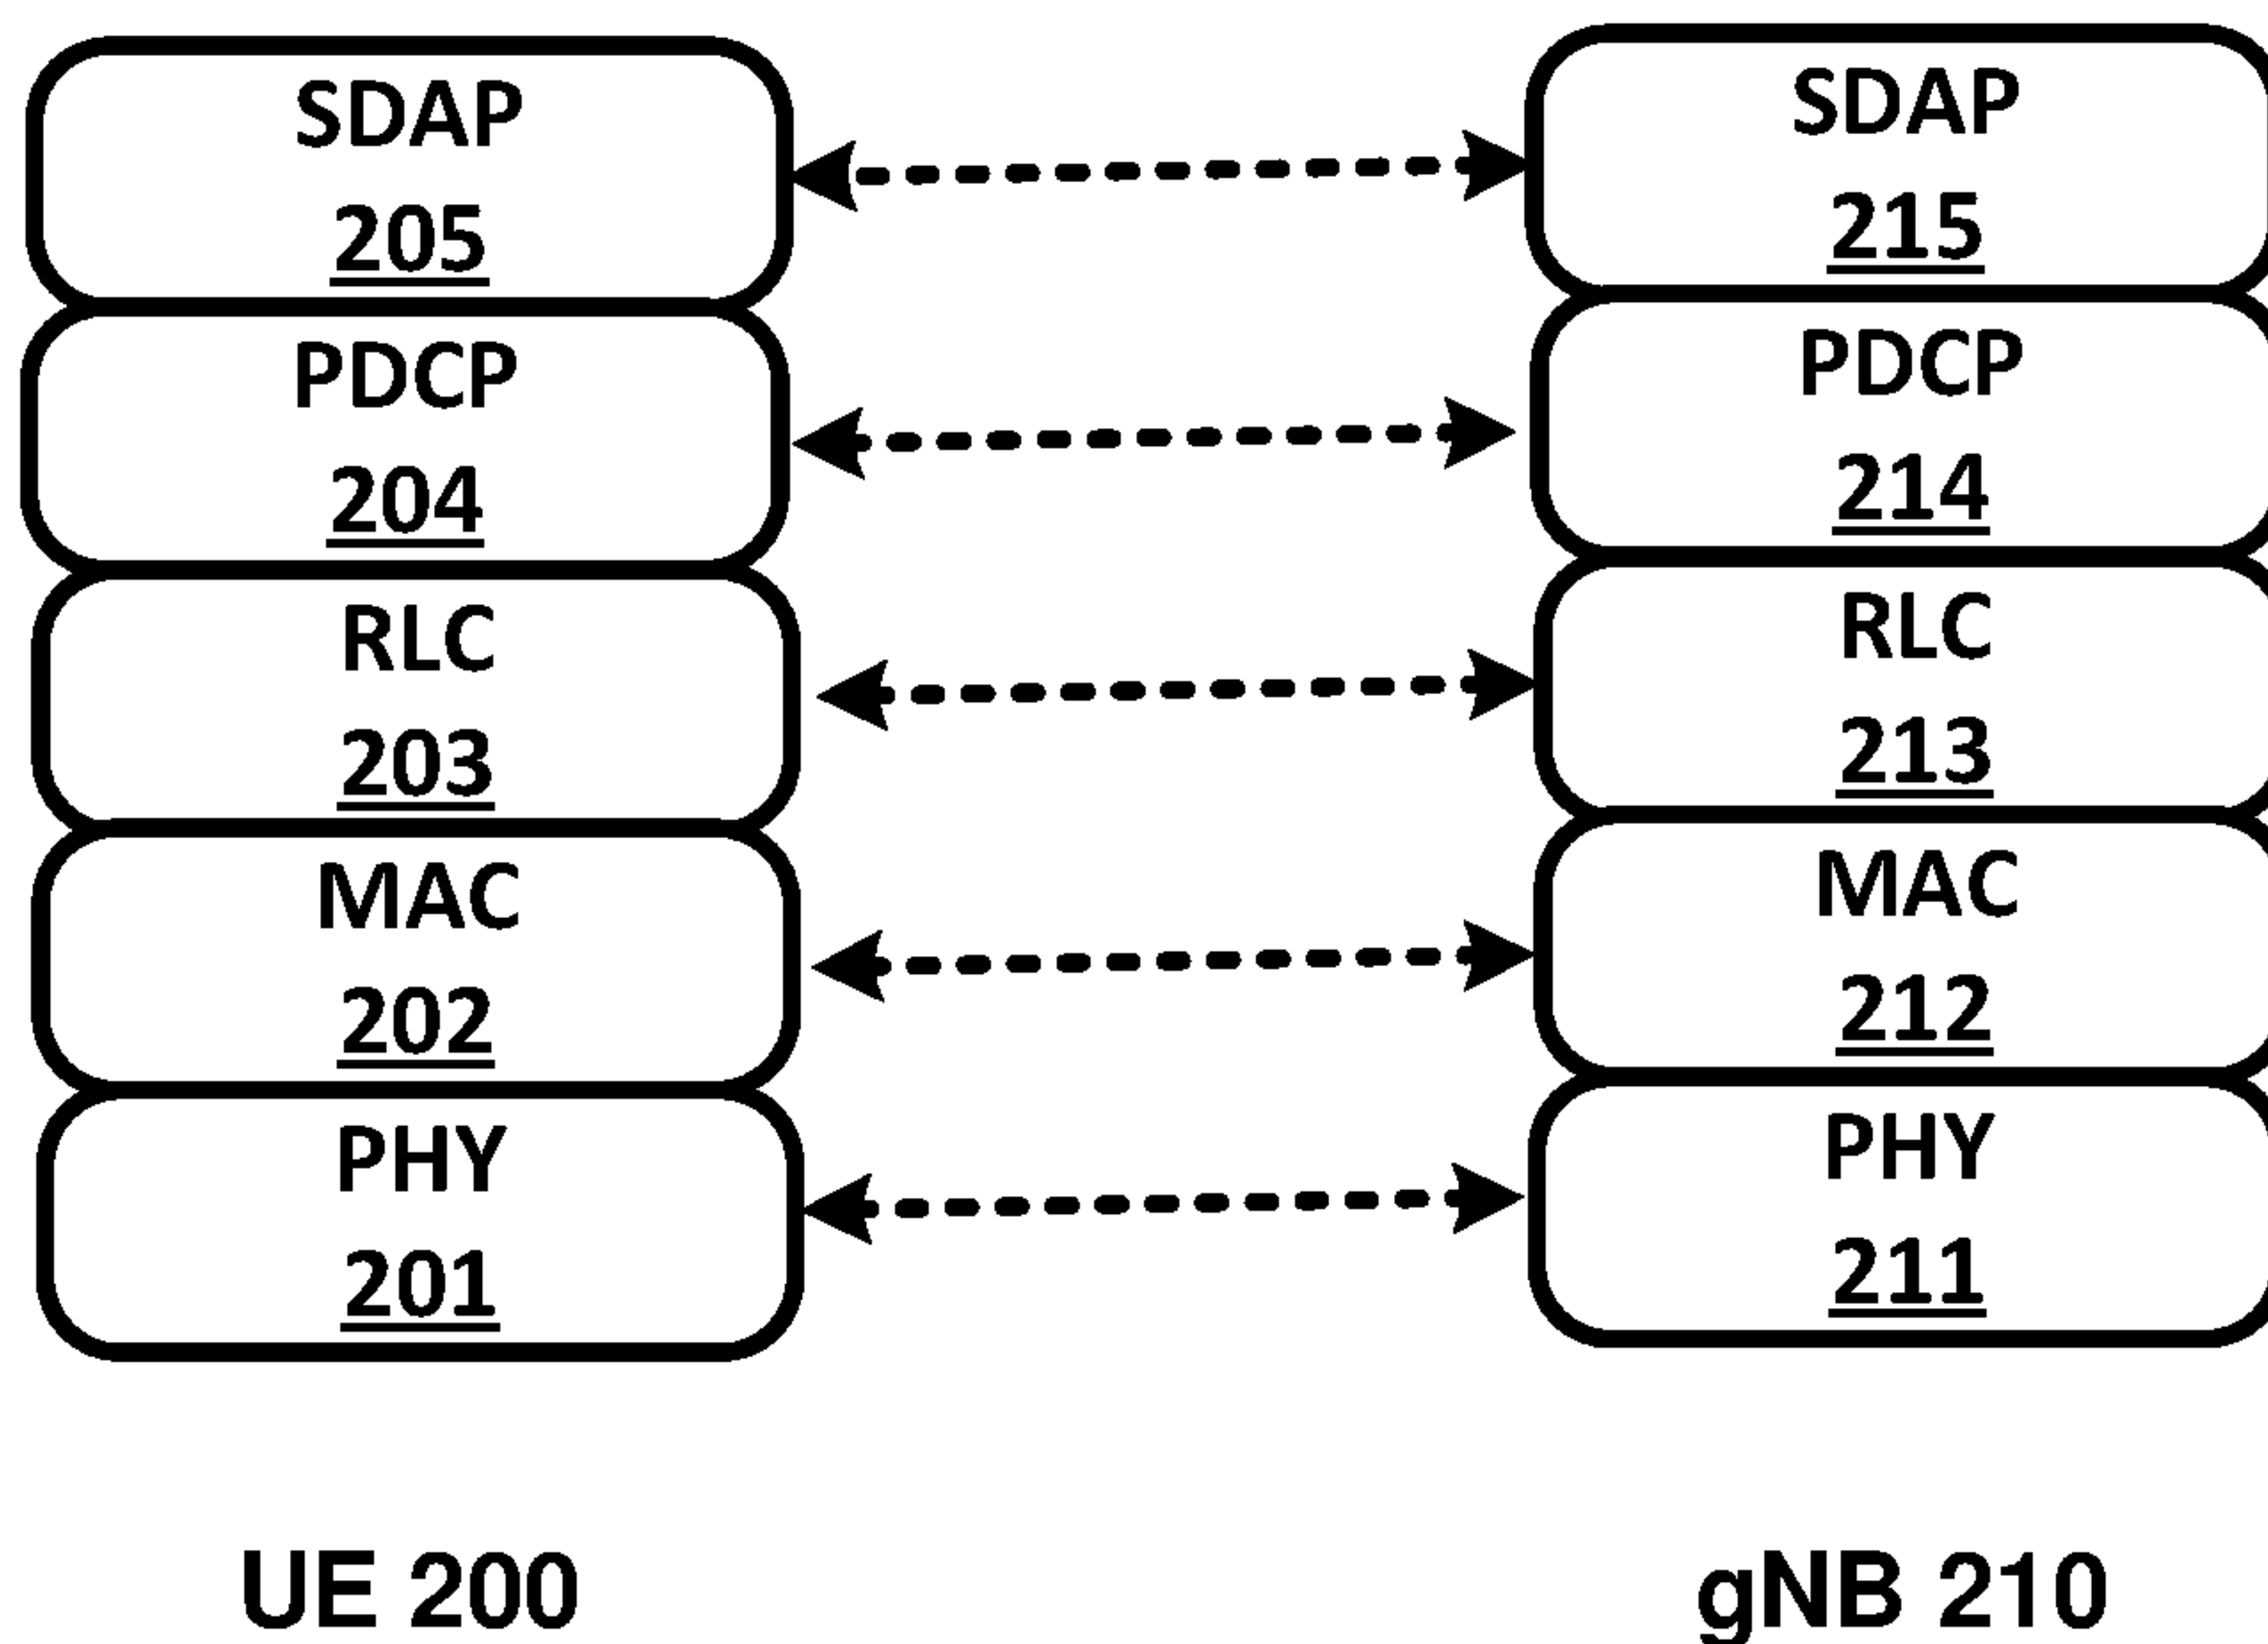 SDAP
205
PDCP
204
RLC
203
MAC
202
PHY
201
UE 200
SDAP
215
PDCP
214
RLC
213
MAC
212
PHY
211
gNB 210